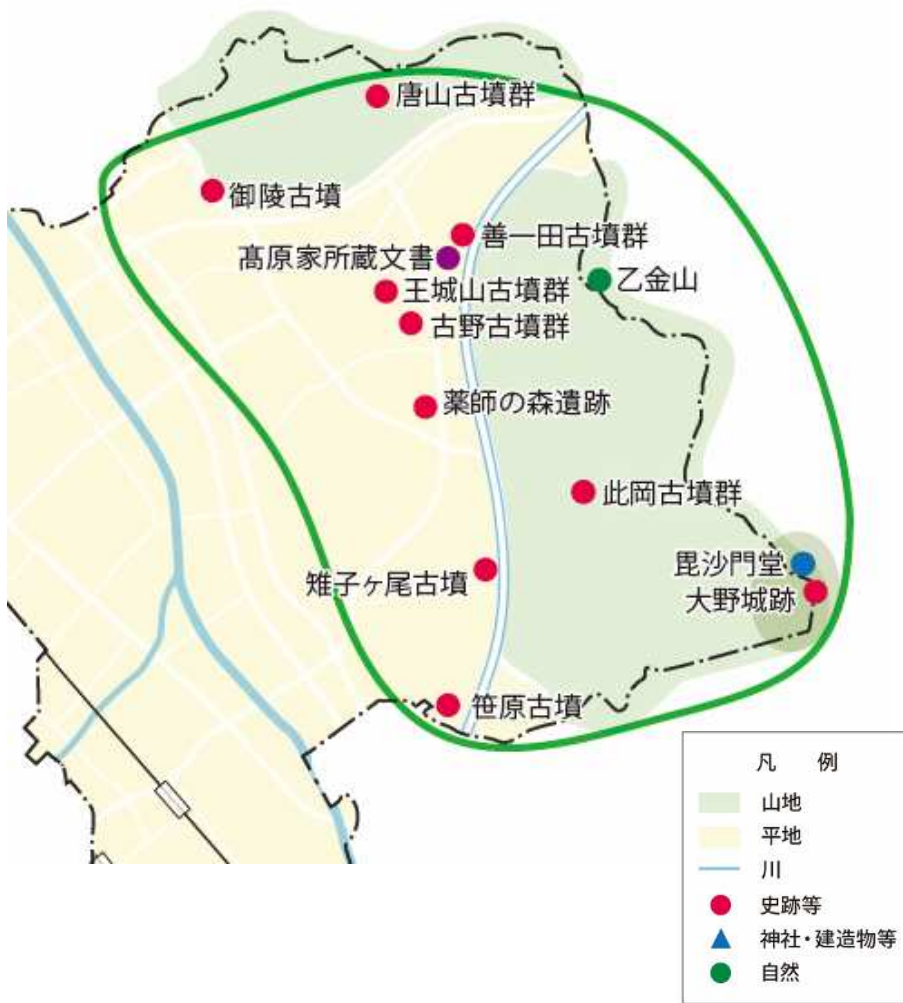 唐山古墳群
御陵古墳
善一田古墳群
髙原家所蔵文書
乙金山
王城山古墳群
古野古墳群
薬師の森遺跡
此岡古墳群
毘沙門堂
雉子ヶ尾古墳
大野城跡
笹原古墳
凡　例
山地
平地
川
史跡等
神社・建造物等
自然